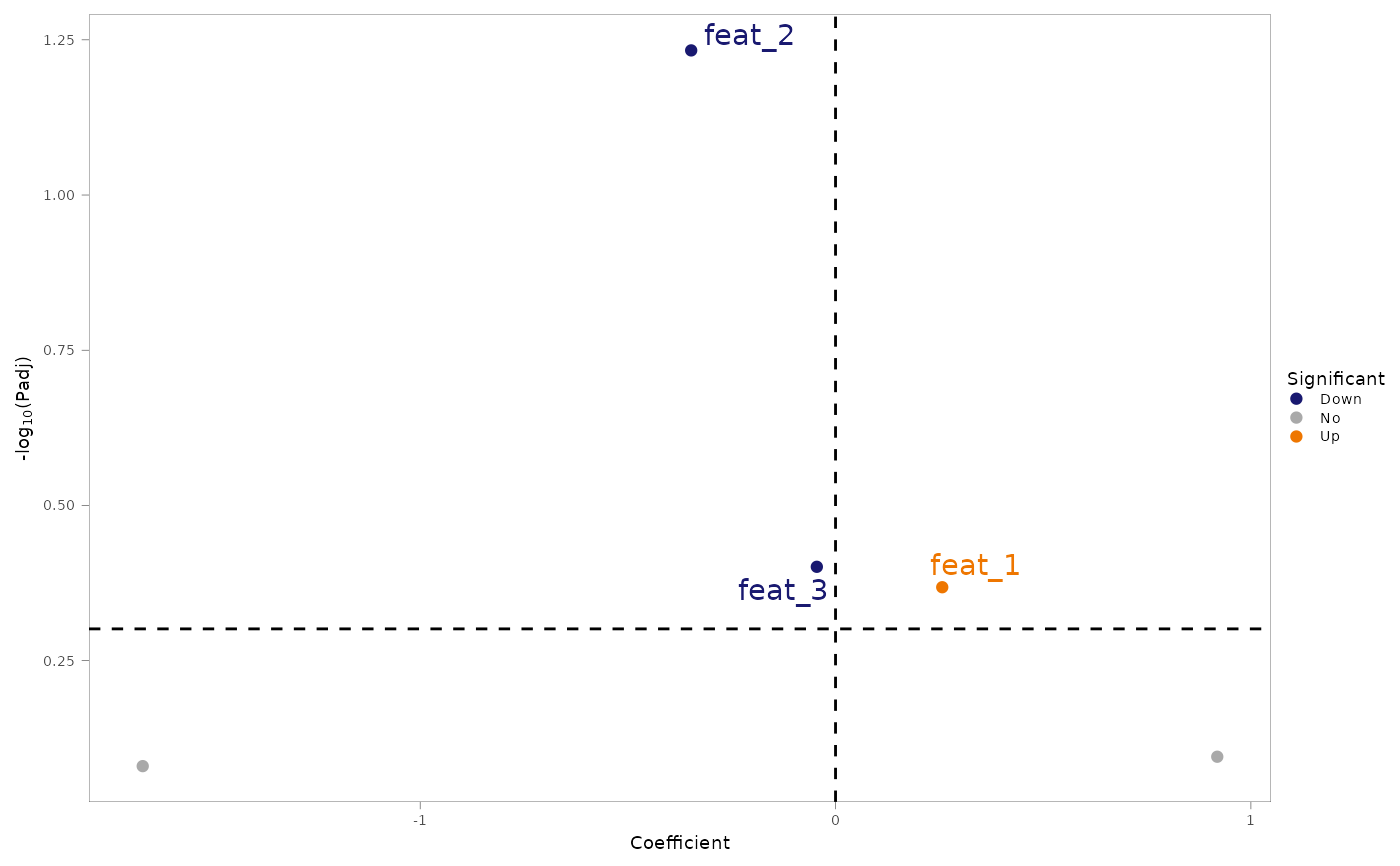 feat_2
feat_3
feat_1
1.25
1.00
0.75
0.50
0.25
-log₁₀(Padj)
-1
0
1
Coefficient
Significant
Down
No
Up